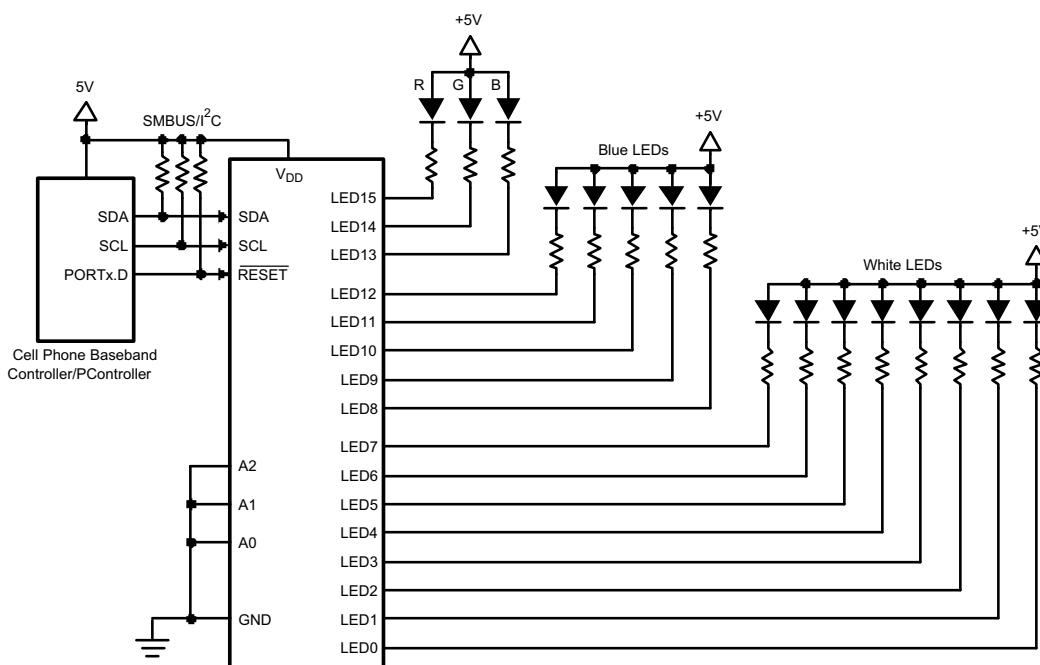 +5V
R G B
5V
SMBUS/I²C
+5V
Blue LEDs
VDD
LED15
SDA SDA
LED14
SCL SCL
LED13
PORTx.D RESET
+5V
White LEDs
LED12
LED11
LED10
Cell Phone Baseband
Controller/PController
LED9
LED8
LED7
A2
LED6
A1
LED5
LED4
A0
LED3
LED2
GND
LED1
LED0